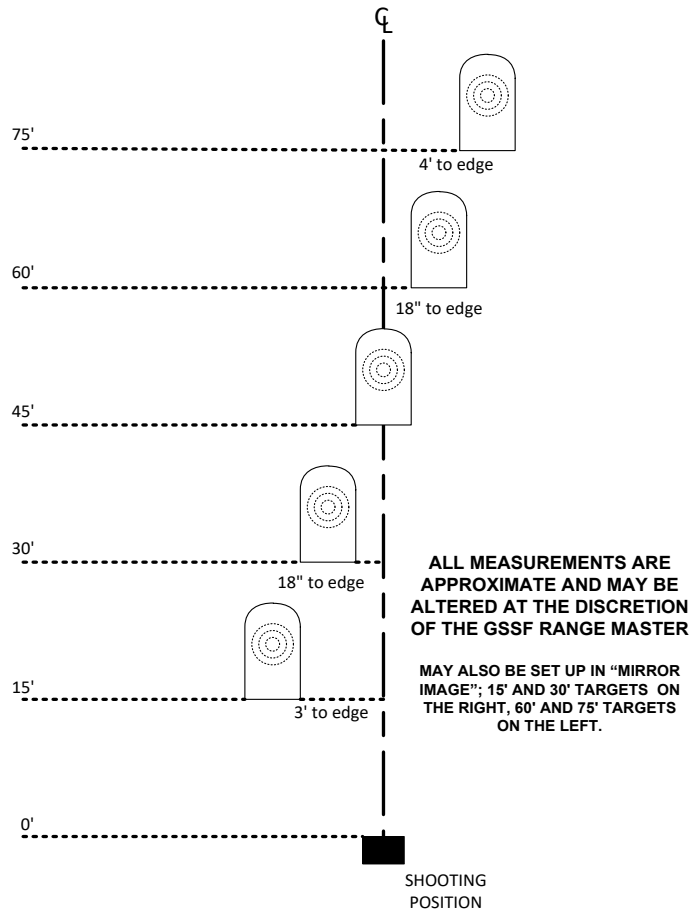 ℄
75'
4' to edge
60'
18" to edge
45'
30'
18" to edge
ALL MEASUREMENTS ARE
APPROXIMATE AND MAY BE
ALTERED AT THE DISCRETION
OF THE GSSF RANGE MASTER
MAY ALSO BE SET UP IN “MIRROR
IMAGE”; 15' AND 30' TARGETS ON
THE RIGHT, 60' AND 75' TARGETS
ON THE LEFT.
15'
3' to edge
0'
SHOOTING
POSITION